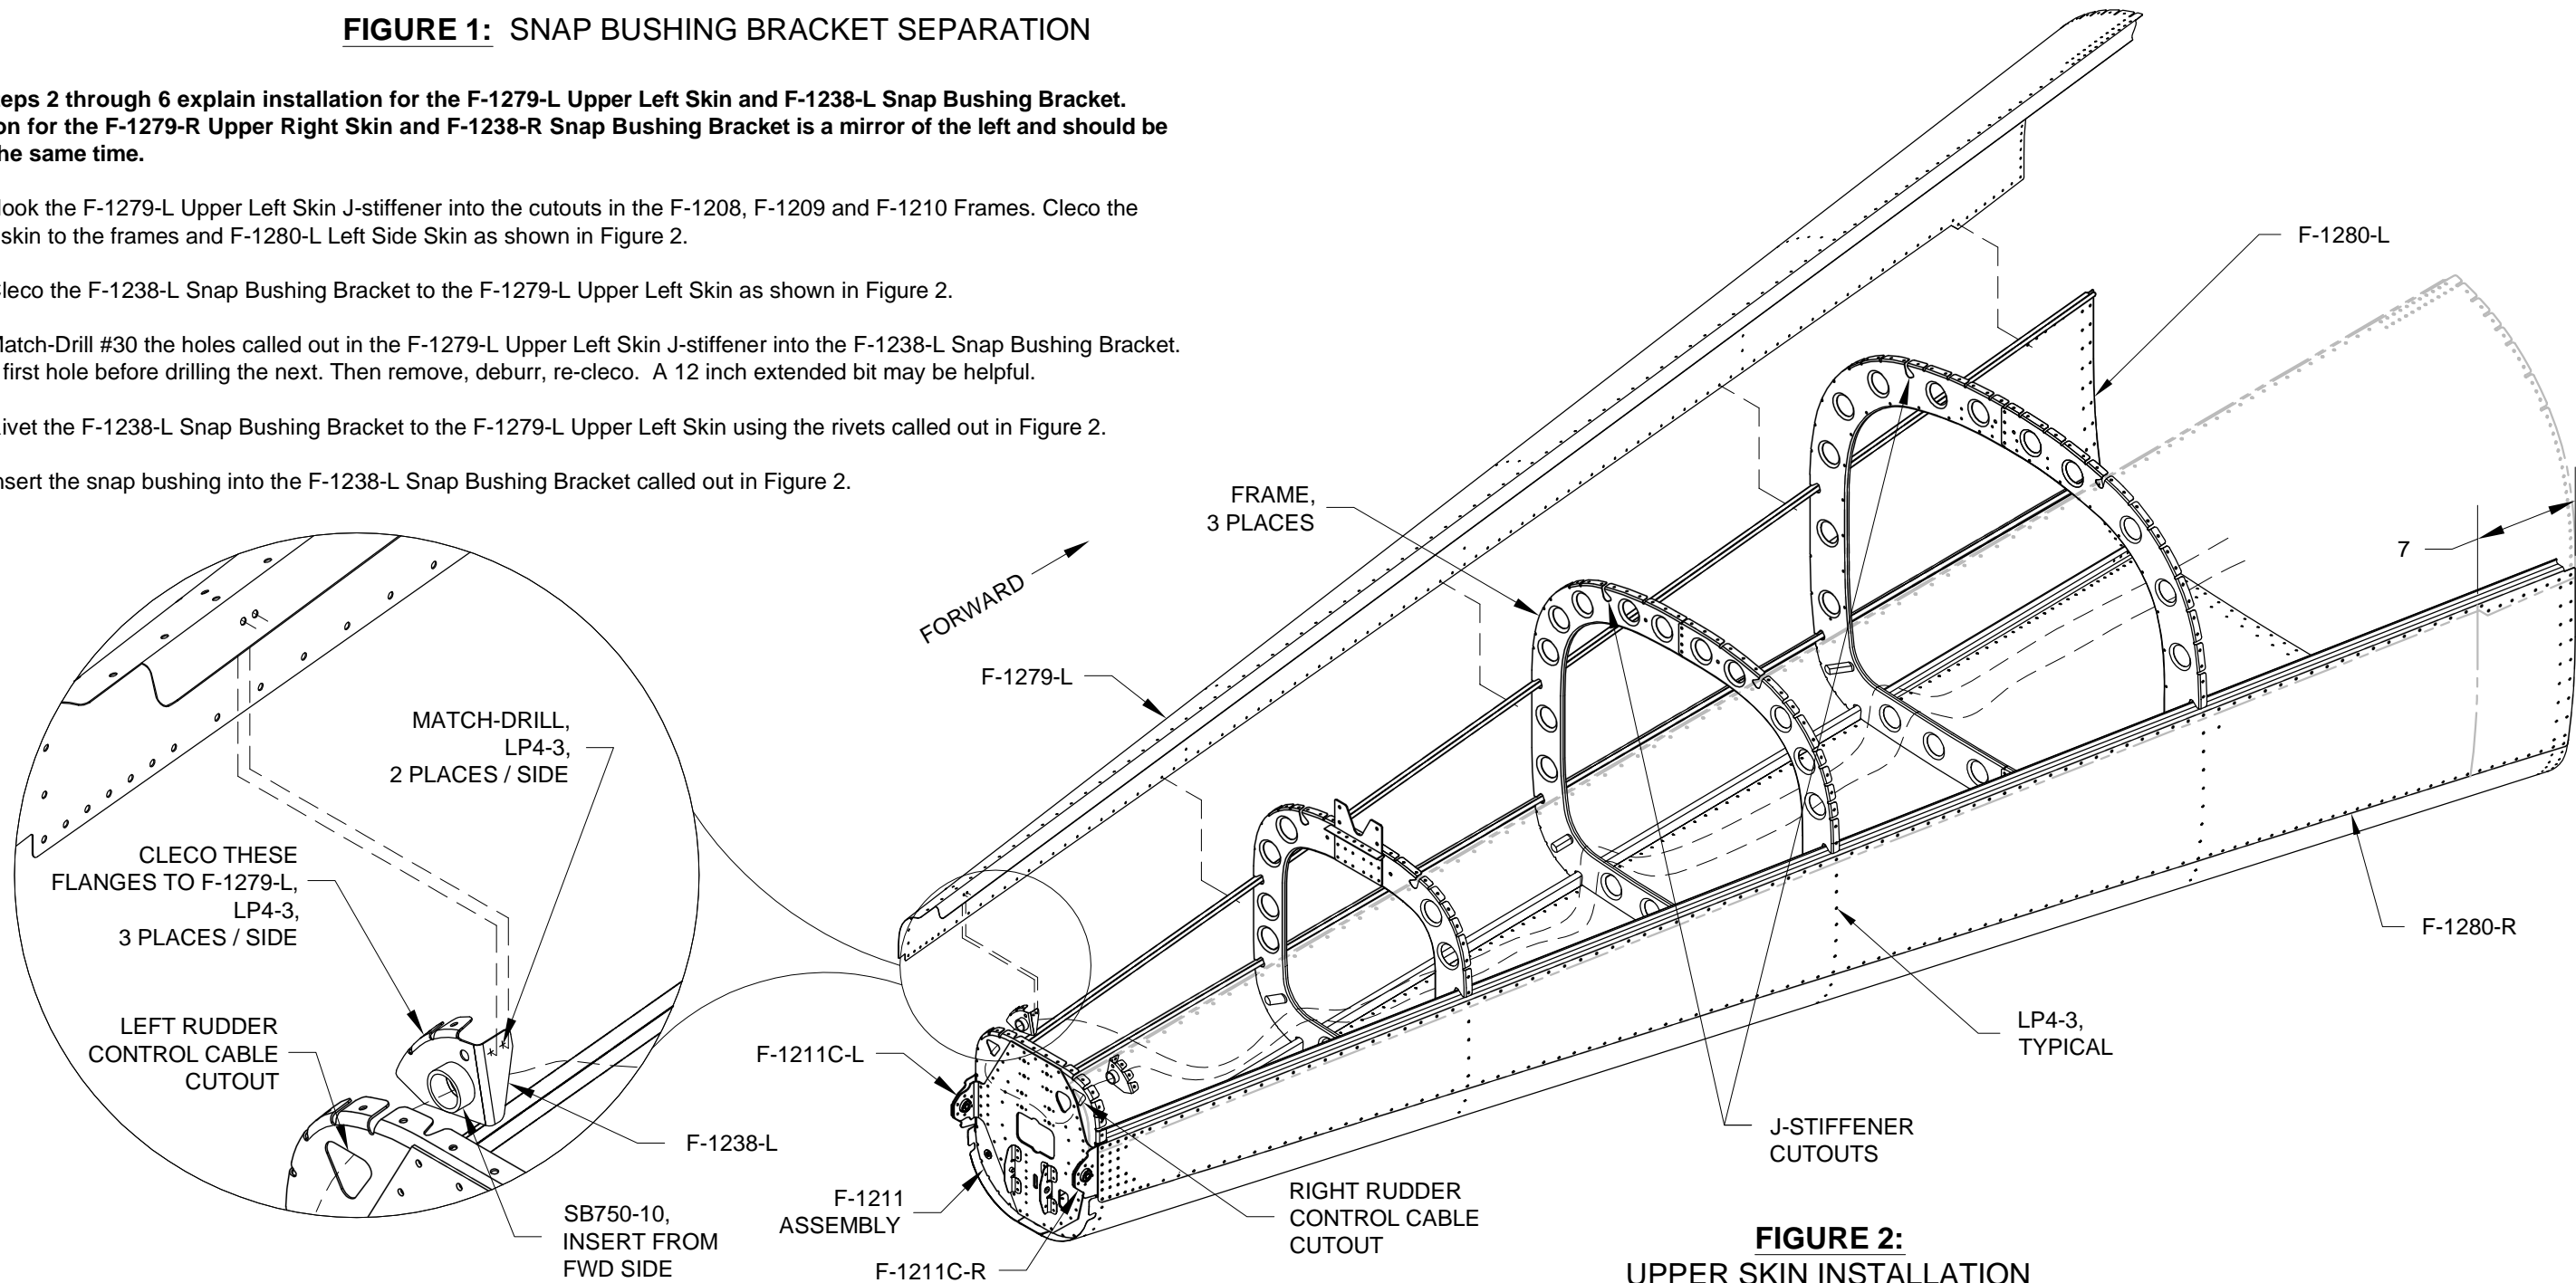 FIGURE 1: SNAP BUSHING BRACKET SEPARATION
2 through 6 explain installation for the F-1279-L Upper Left Skin and F-1238-L Snap Bushing Bracket.
for the F-1279-R Upper Right Skin and F-1238-R Snap Bushing Bracket is a mirror of the left and should be
the same time.
the F-1279-L Upper Left Skin J-stiffener into the cutouts in the F-1208, F-1209 and F-1210 Frames. Cleco the
skin to the frames and F-1280-L Left Side Skin as shown in Figure 2.
the F-1238-L Snap Bushing Bracket to the F-1279-L Upper Left Skin as shown in Figure 2.
Match-Drill #30 the holes called out in the F-1279-L Upper Left Skin J-stiffener into the F-1238-L Snap Bushing Bracket.
first hole before drilling the next. Then remove, deburr, re-cleco. A 12 inch extended bit may be helpful.
the F-1238-L Snap Bushing Bracket to the F-1279-L Upper Left Skin using the rivets called out in Figure 2.
the snap bushing into the F-1238-L Snap Bushing Bracket called out in Figure 2.
F-1280-L
FRAME,
3 PLACES
7
FORWARD
F-1279-L
MATCH-DRILL,
LP4-3,
2 PLACES / SIDE
CLECO THESE
FLANGES TO F-1279-L,
LP4-3,
3 PLACES / SIDE
LEFT RUDDER
CONTROL CABLE
CUTOUT
F-1238-L
SB750-10,
INSERT FROM
FWD SIDE
F-1211C-L
F-1211
ASSEMBLY
F-1211C-R
RIGHT RUDDER
CONTROL CABLE
CUTOUT
J-STIFFENER
CUTOUTS
LP4-3,
TYPICAL
F-1280-R
FIGURE 2:
UPPER SKIN INSTALLATION